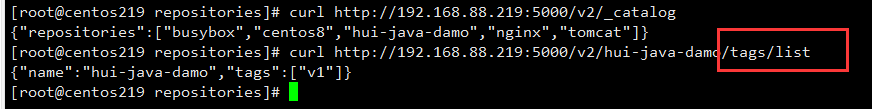 [root@centos219 repositories]# curl http://192.168.88.219:5000/v2/_catalog
{"repositories":["busybox","centos8","hui-java-damo","nginx","tomcat"]}
[root@centos219 repositories]# curl http://192.168.88.219:5000/v2/hui-java-damo/tags/list
{"name":"hui-java-damo","tags":["v1"]}
[root@centos219 repositories]#